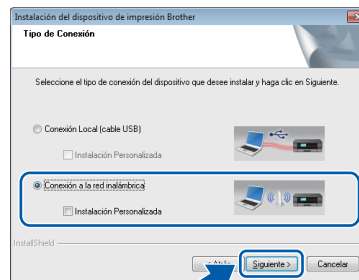 Instalación del dispositivo de impresión Brother
Tipo de Conexión
Seleccione el tipo de conexión del dispositivo que desee instalar y haga clic en Siguiente.
Conexión Local (cable USB)
Instalación Personalizada
Conexión a la red inalámbrica
Instalación Personalizada
InstallShield
Siguiente > Cancelar